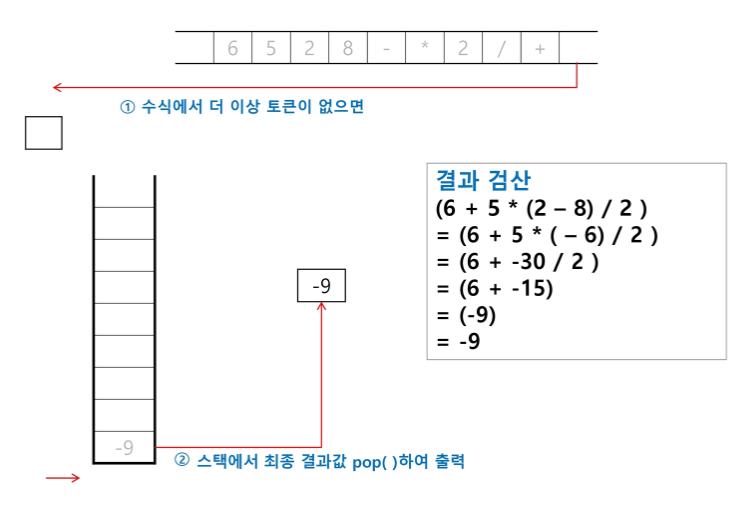 6 5 2 8 - * 2 / +
① 수식에서 더 이상 토큰이 없으면
결과 검산
(6 + 5 * (2 – 8) / 2 )
= (6 + 5 * ( – 6) / 2 )
= (6 + -30 / 2 )
= (6 + -15)
= (-9)
= -9
-9
-9
② 스택에서 최종 결과값 pop( )하여 출력